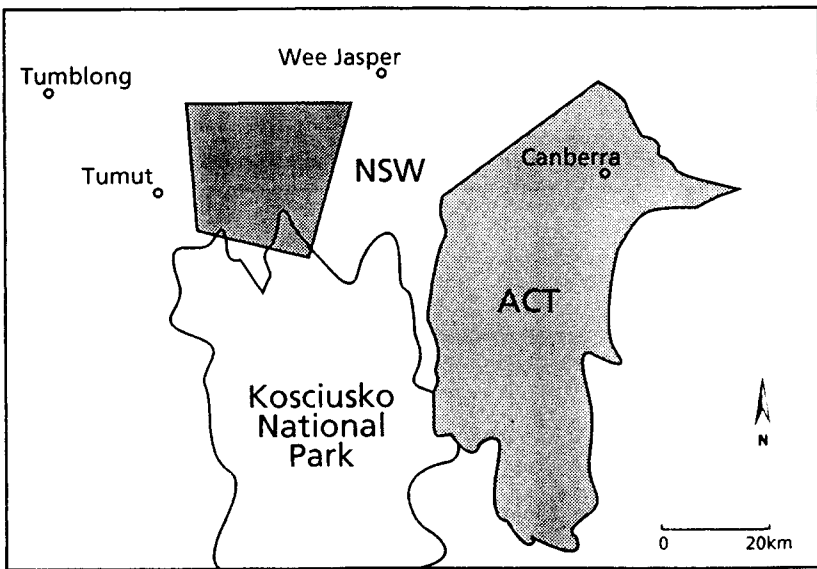 Wee Jasper
Tumblong
Tumut
NSW
Canberra
ACT
Kosciusko
National
Park
N
0 20km